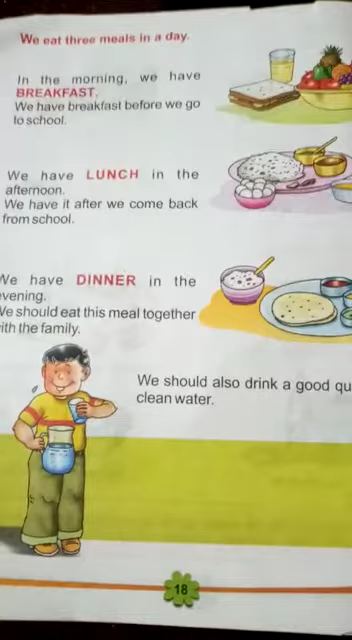 We eat three meals in a day.
In the morning, we have
BREAKFAST.
We have breakfast before we go
to school.
We have LUNCH in the
afternoon.
We have it after we come back
from school.
We have DINNER in the
evening.
We should eat this meal together
with the family.
We should also drink a good qu
clean water.
18